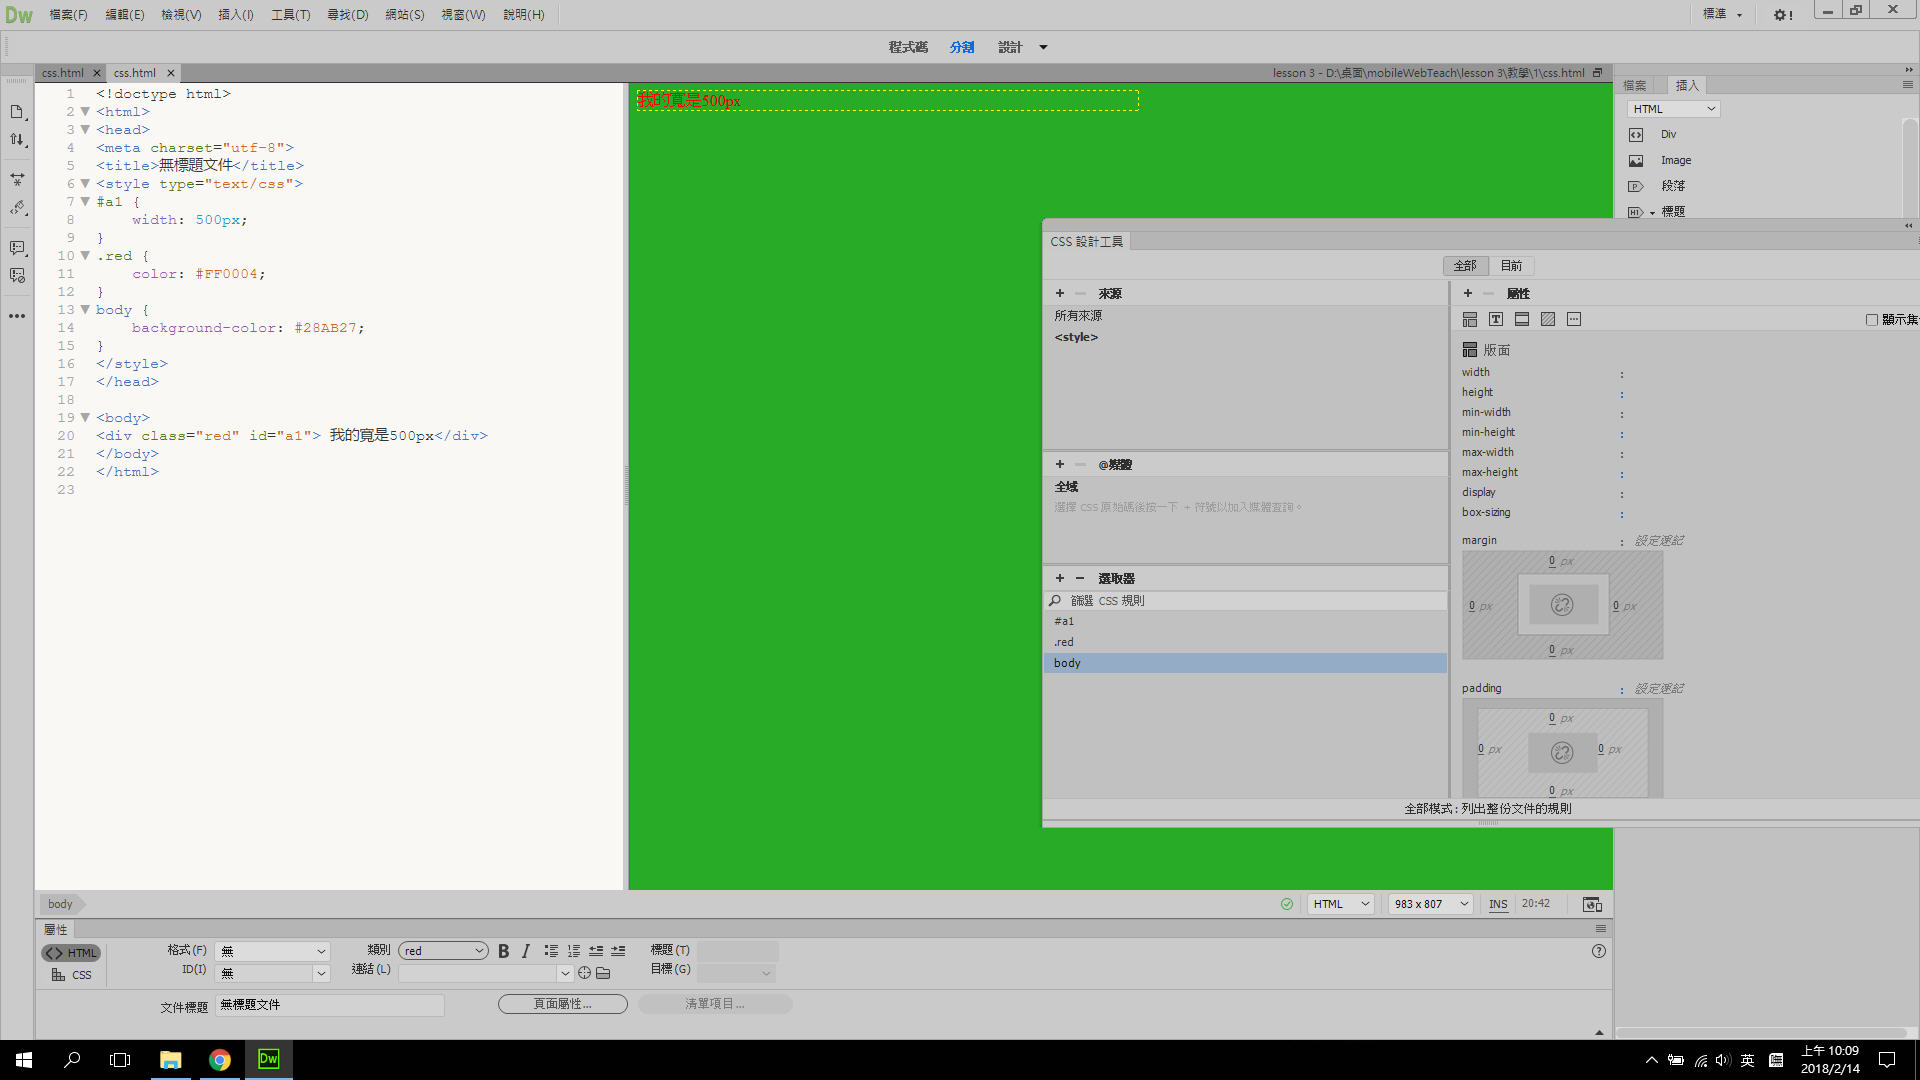 Dw 檔案(F) 編輯(E) 檢視(V) 插入(I) 工具(T) 尋找(D) 網站(S) 視窗(W) 說明(H) 標準
程式碼 分割 設計
css.html css.html lesson 3 - D:\桌面\mobileWebTeach\lesson 3\教學\1\css.html
檔案 插入
HTML
Div
Image
段落
標題
1 <!doctype html>
2 <html>
3 <head>
4 <meta charset="utf-8">
5 <title>無標題文件</title>
6 <style type="text/css">
7 #a1 {
8 width: 500px;
9 }
10 .red {
11 color: #FF0004;
12 }
13 body {
14 background-color: #28AB27;
15 }
16 </style>
17 </head>
18
19 <body>
20 <div class="red" id="a1"> 我的寬是500px</div>
21 </body>
22 </html>
23
我的寬是500px
CSS 設計工具
全部 目前
來源
所有來源
<style>
@媒體
全域
選擇 CSS 原始碼後按一下 + 符號以加入媒體查詢。
選取器
篩選 CSS 規則
#a1
.red
body
屬性
顯示集
版面
width :
height :
min-width :
min-height :
max-width :
max-height :
display :
box-sizing :
margin : 設定速記
0 px
0 px 0 px
0 px
padding : 設定速記
0 px
0 px 0 px
0 px
全部模式:列出整份文件的規則
body HTML 983 x 807 INS 20:42
屬性
HTML
CSS
格式(F) 無 類別 red B I 標題(T)
ID(I) 無 連結(L) 目標(G)
文件標題 無標題文件 頁面屬性... 清單項目...
Dw
英
上午 10:09
2018/2/14